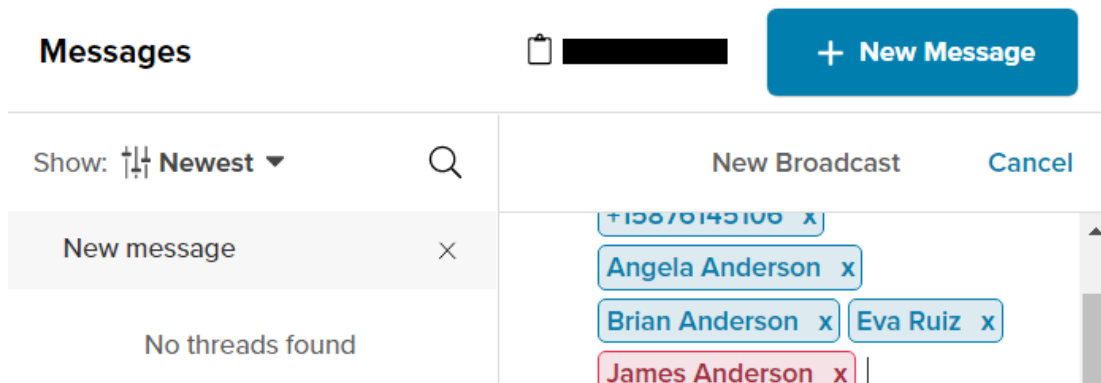 Messages
+ New Message
Show: Newest
New Broadcast
Cancel
New message ×
No threads found
+15876145106 x
Angela Anderson x
Brian Anderson x Eva Ruiz x
James Anderson x